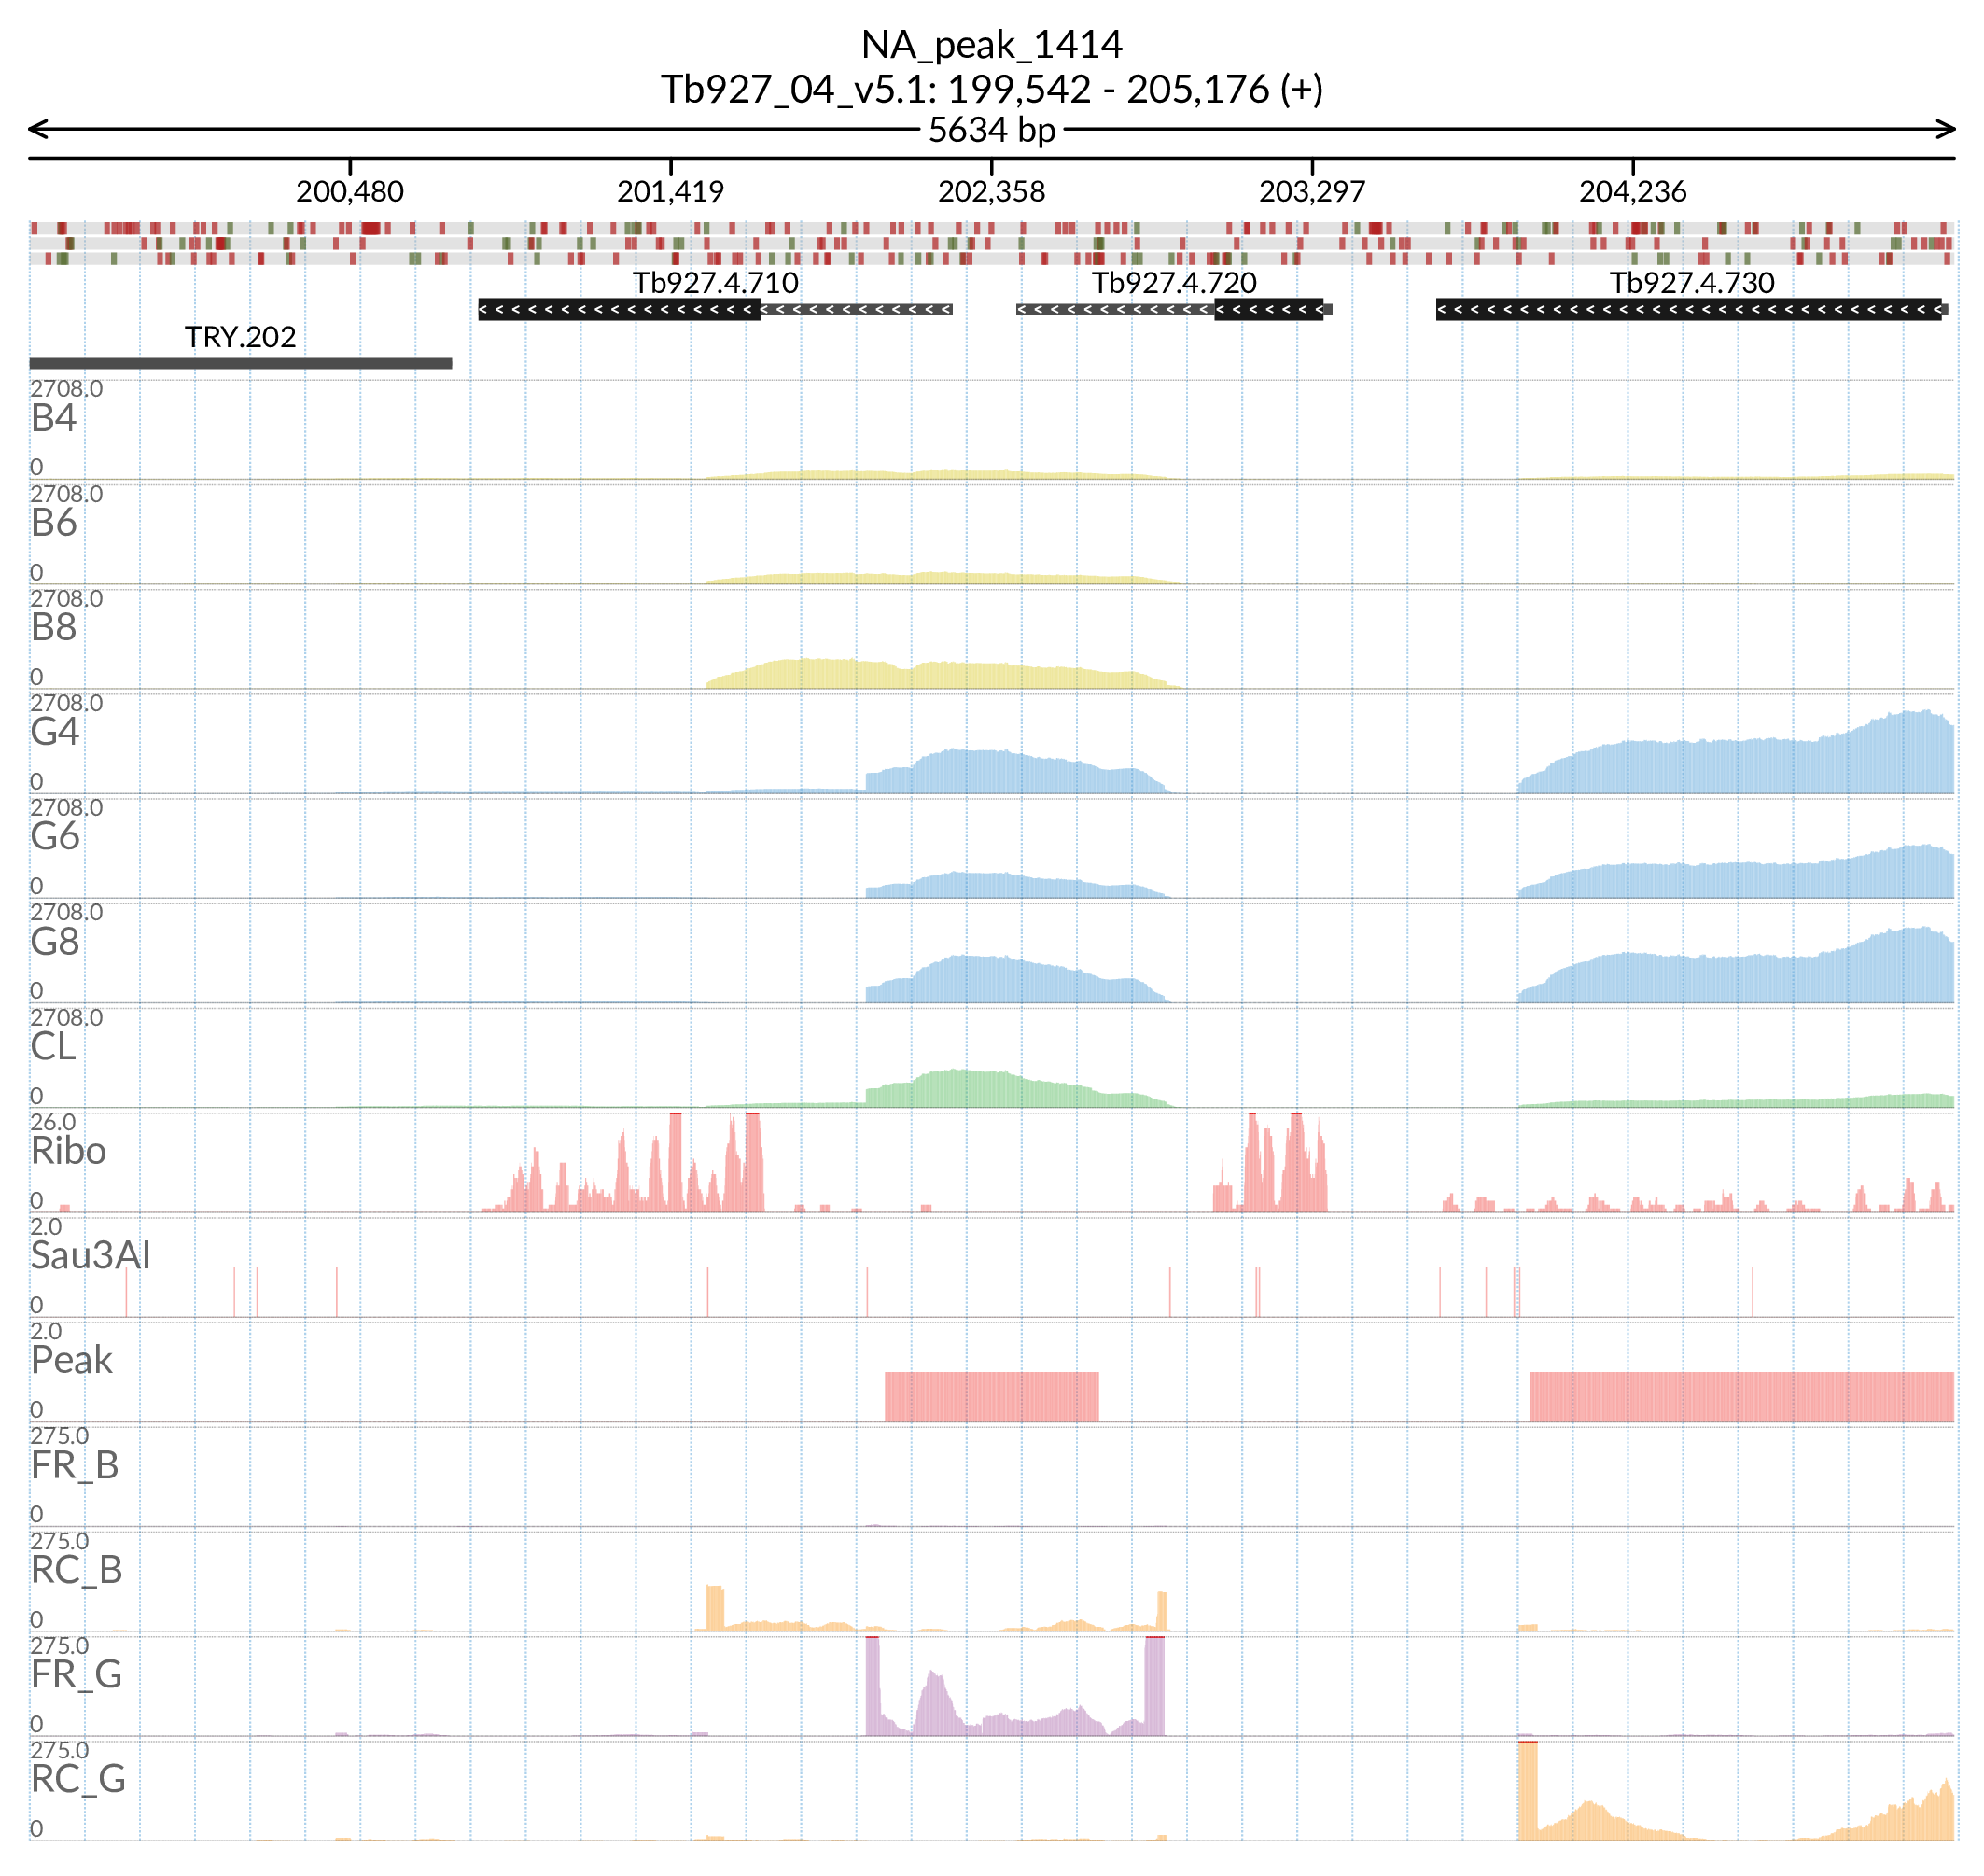 NA_peak_1414
Tb927_04_v5.1: 199,542 - 205,176 (+)
5634 bp
200,480 201,419 202,358 203,297 204,236
Tb927.4.710 Tb927.4.720 Tb927.4.730
TRY.202
2708.0
B4
0
2708.0
B6
0
2708.0
B8
0
2708.0
G4
0
2708.0
G6
0
2708.0
G8
0
2708.0
CL
0
26.0
Ribo
0
2.0
Sau3AI
0
2.0
Peak
0
275.0
FR_B
0
275.0
RC_B
0
275.0
FR_G
0
275.0
RC_G
0